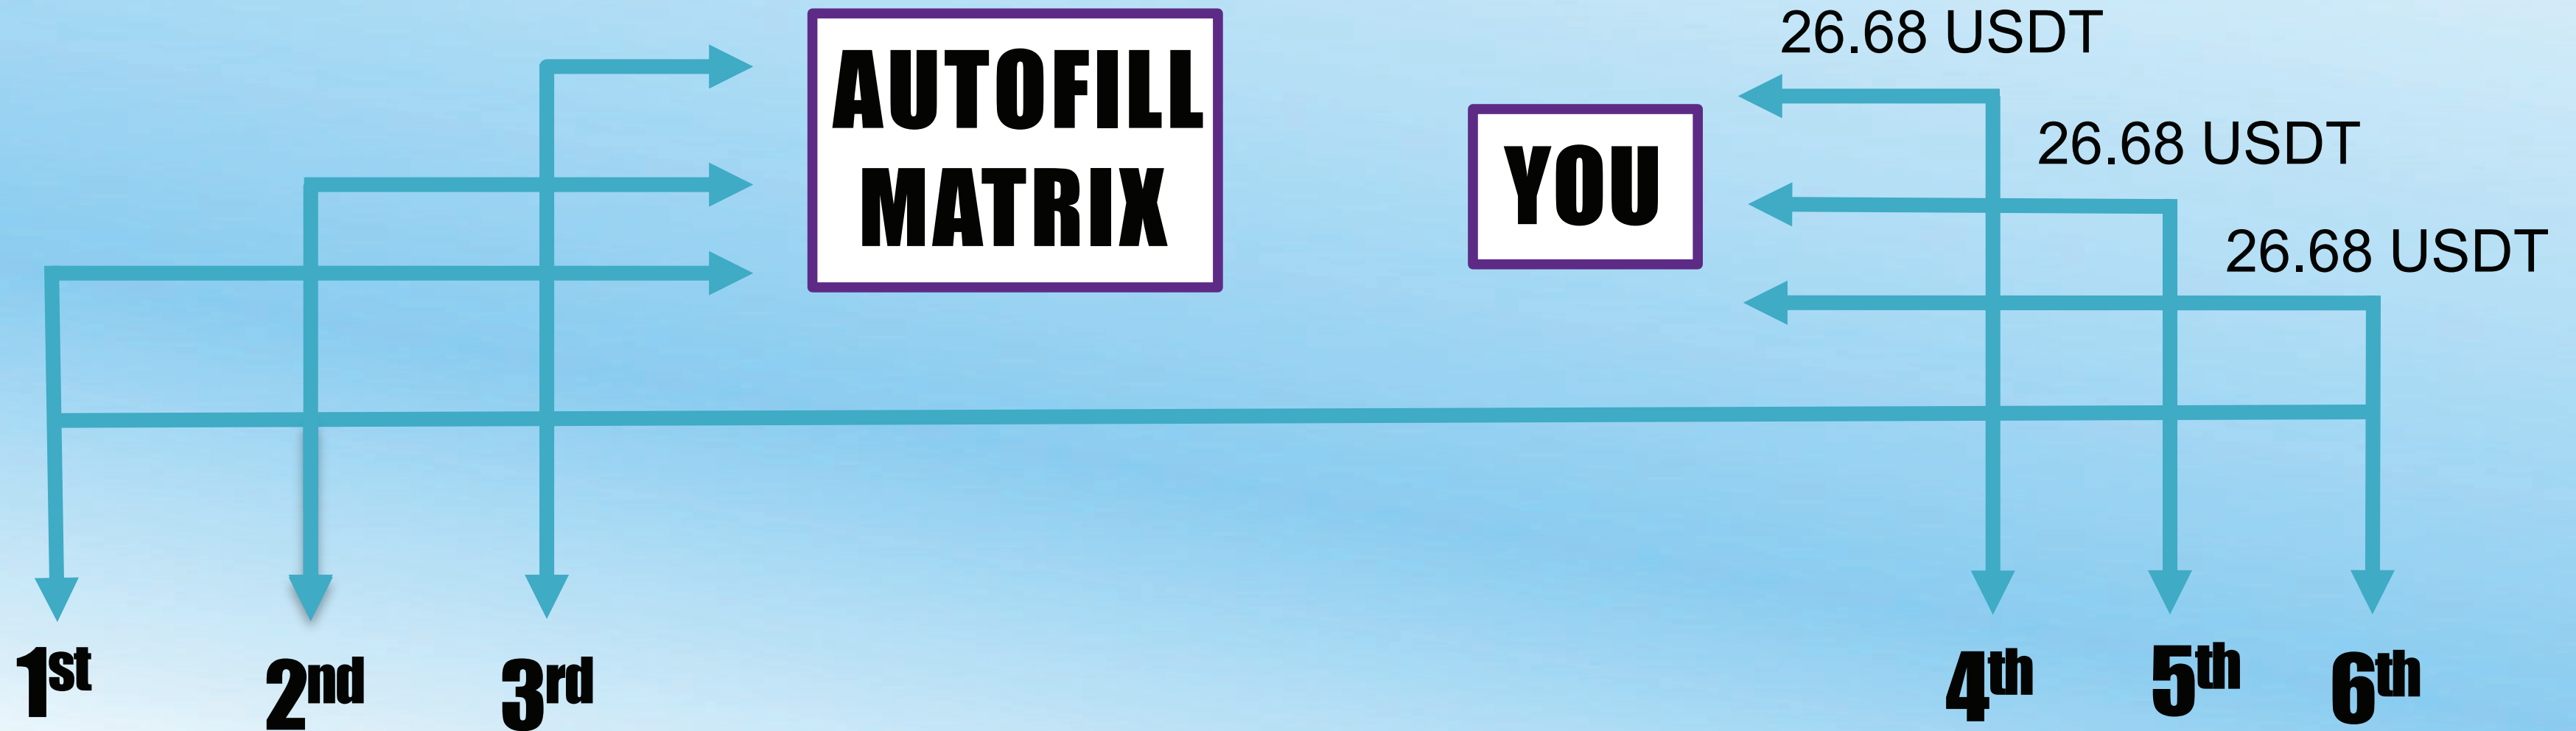 26.68 USDT
AUTOFILL
MATRIX
YOU
26.68 USDT
26.68 USDT
1st
2nd
3rd
4th
5th
6th